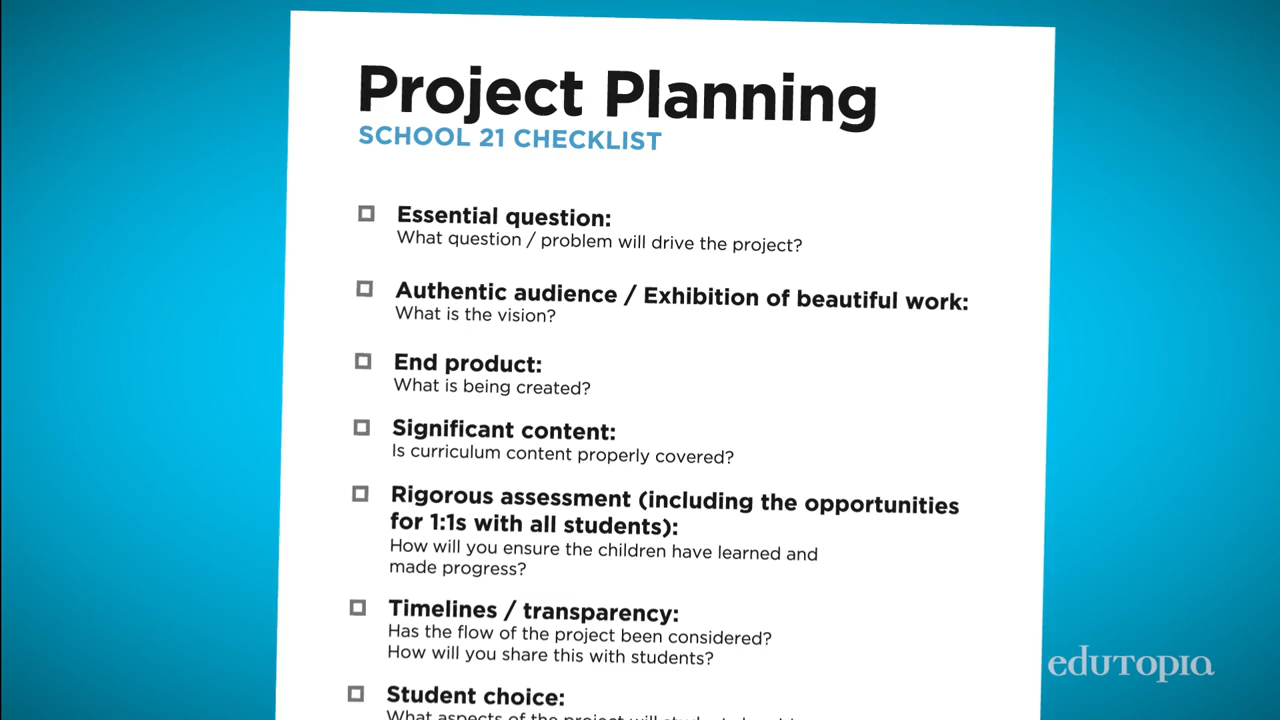 Project Planning
SCHOOL 21 CHECKLIST
Essential question:
What question / problem will drive the project?
Authentic audience / Exhibition of beautiful work:
What is the vision?
End product:
What is being created?
Significant content:
Is curriculum content properly covered?
Rigorous assessment (including the opportunities
for 1:1s with all students):
How will you ensure the children have learned and
made progress?
Timelines / transparency:
Has the flow of the project been considered?
How will you share this with students?
Student choice:
What aspects of the project will
edutopia